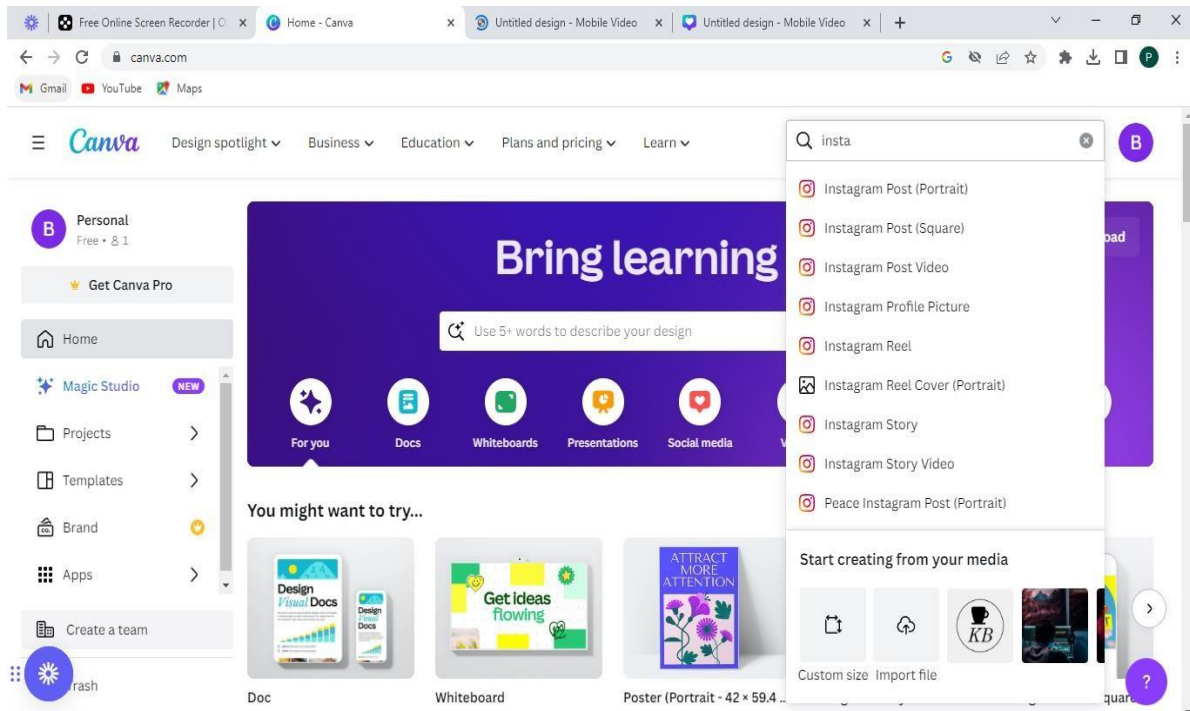 Free Online Screen Recorder | O
Home - Canva
Untitled design - Mobile Video
Untitled design - Mobile Video
canva.com
G
P
Gmail
YouTube
Maps
Canva
Design spotlight
Business
Education
Plans and pricing
Learn
insta
B
B
Personal
Free • 1
Get Canva Pro
Home
Magic Studio
NEW
Projects
Templates
Brand
CO.
Apps
Create a team
rash
Bring learning
oad
Use 5+ words to describe your design
For you
Docs
Whiteboards
Presentations
Social media
V
Instagram Post (Portrait)
Instagram Post (Square)
Instagram Post Video
Instagram Profile Picture
Instagram Reel
Instagram Reel Cover (Portrait)
Instagram Story
Instagram Story Video
Peace Instagram Post (Portrait)
Start creating from your media
KB
Custom size
Import file
You might want to try...
Design
Visual Docs
Design
Visual
Docs
Get ideas
flowing
ATTRACT
MORE
ATTENTION
Doc
Whiteboard
Poster (Portrait - 42 × 59.4 ...
quar
?